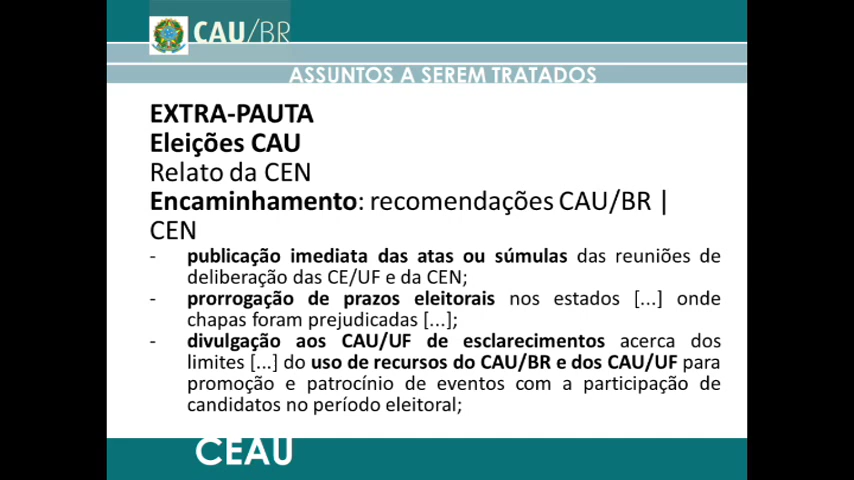 CAU/BR
ASSUNTOS A SEREM TRATADOS
EXTRA-PAUTA
Eleições CAU
Relato da CEN
Encaminhamento: recomendações CAU/BR |
CEN
- publicação imediata das atas ou súmulas das reuniões de
deliberação das CE/UF e da CEN;
- prorrogação de prazos eleitorais nos estados [...] onde
chapas foram prejudicadas [...];
- divulgação aos CAU/UF de esclarecimentos acerca dos
limites [...] do uso de recursos do CAU/BR e dos CAU/UF para
promoção e patrocínio de eventos com a participação de
candidatos no período eleitoral;
CEAU